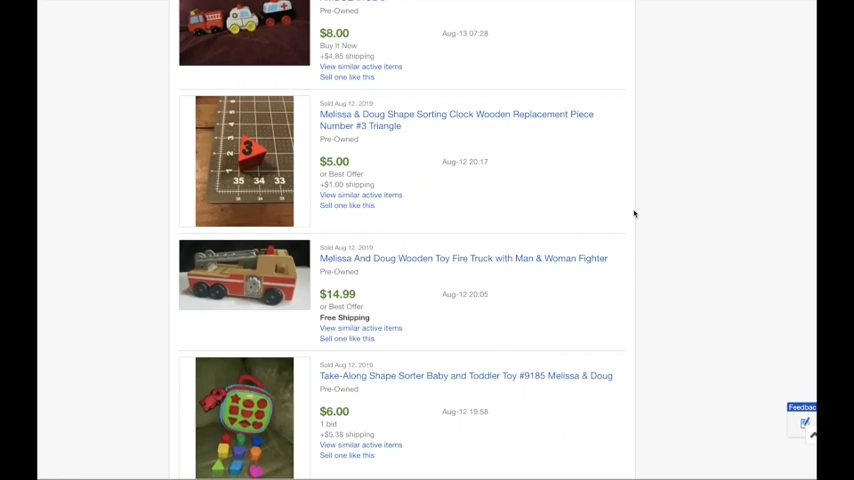 Pre-Owned
$8.00
Aug-13 07:28
Buy It Now
+$4.85 shipping
View similar active items
Sell one like this
Sold Aug 12, 2019
Melissa & Doug Shape Sorting Clock Wooden Replacement Piece
Number #3 Triangle
Pre-Owned
3
35 34 33
$5.00
Aug-12 20:17
or Best Offer
+$1.00 shipping
View similar active items
Sell one like this
Sold Aug 12, 2019
Melissa And Doug Wooden Toy Fire Truck with Man & Woman Fighter
Pre-Owned
$14.99
Aug-12 20:05
or Best Offer
Free Shipping
View similar active items
Sell one like this
Sold Aug 12, 2019
Take-Along Shape Sorter Baby and Toddler Toy #9185 Melissa & Doug
Pre-Owned
$6.00
Aug-12 19:58
1 bid
+$5.38 shipping
View similar active items
Sell one like this
Feedbac